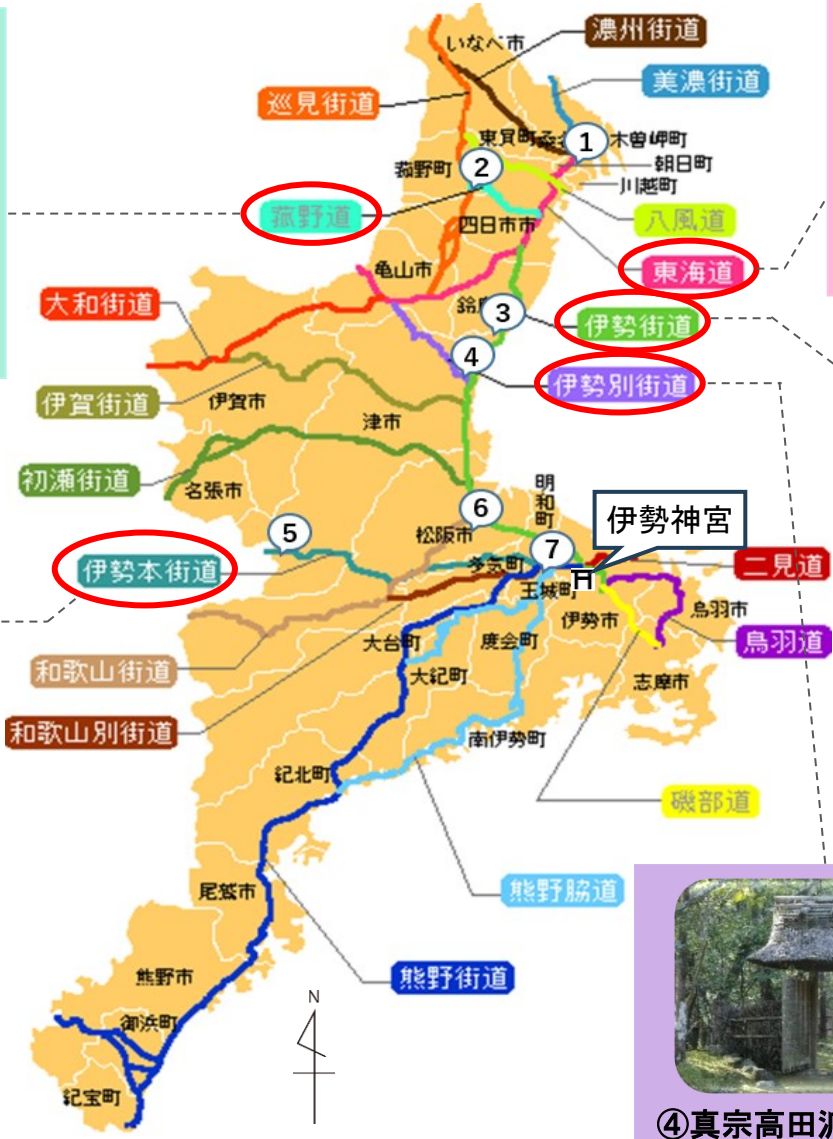 いなべ市
濃州街道
美濃街道
巡見街道
東員町
①
木曽岬町
朝日町
菰野町
②
川越町
菰野道
八風道
四日市市
東海道
亀山市
大和街道
③
伊勢街道
④
伊勢別街道
伊賀街道
伊賀市
津市
初瀬街道
名張市
明和町
⑥
伊勢神宮
⑤
松阪市
⑦
伊勢本街道
多気町
二見道
玉城町
伊勢市
鳥羽市
大台町
度会町
鳥羽道
和歌山街道
大紀町
志摩市
和歌山別街道
南伊勢町
紀北町
磯部道
尾鷲市
熊野脇道
熊野市
熊野街道
N
御浜町
紀宝町
④真宗高田派